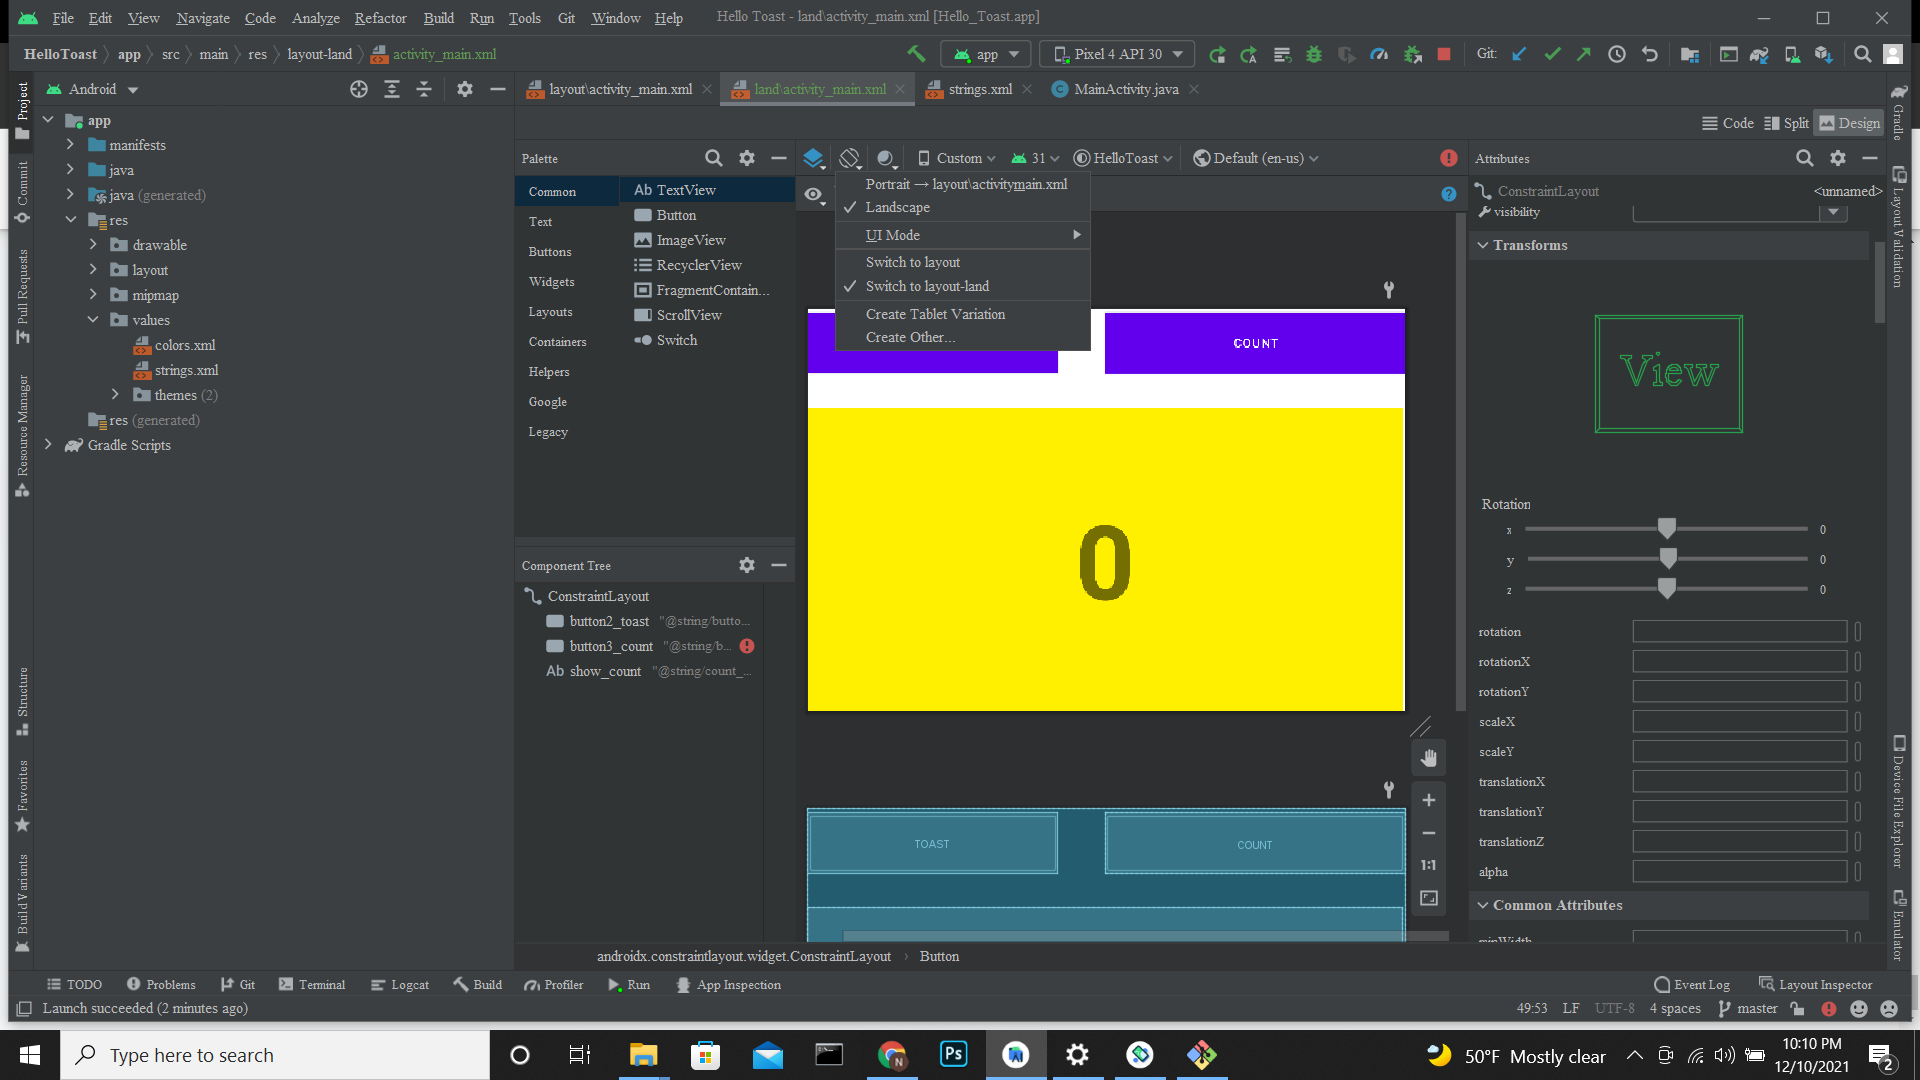 File Edit View Navigate Code Analyze Refactor Build Run Tools Git Window Help Hello Toast - land\activity_main.xml [Hello_Toast.app]
HelloToast app src main res layout-land activity_main.xml app Pixel 4 API 30 Git:
Android layout\activity_main.xml land\activity_main.xml strings.xml MainActivity.java
Code Split Design
Palette Custom 31 HelloToast Default (en-us) Attributes
Project
Commit
Pull Requests
Resource Manager
Structure
Favorites
Build Variants
app
manifests
java
java (generated)
res
drawable
layout
mipmap
values
colors.xml
strings.xml
themes (2)
res (generated)
Gradle Scripts
Common
Text
Buttons
Widgets
Layouts
Containers
Helpers
Google
Legacy
Ab TextView
Button
ImageView
RecyclerView
FragmentContain...
ScrollView
Switch
Portrait → layout\activitymain.xml
Landscape
UI Mode
Switch to layout
Switch to layout-land
Create Tablet Variation
Create Other...
COUNT
0
Component Tree
ConstraintLayout
button2_toast "@string/butto...
button3_count "@string/b...
Ab show_count "@string/count_...
TOAST COUNT
1:1
ConstraintLayout <unnamed>
visibility
Transforms
View
Rotation
x 0
y 0
z 0
rotation
rotationX
rotationY
scaleX
scaleY
translationX
translationY
translationZ
alpha
Common Attributes
minWidth
Gradle
Layout Validation
Device File Explorer
Emulator
androidx.constraintlayout.widget.ConstraintLayout › Button
TODO Problems Git Terminal Logcat Build Profiler Run App Inspection Event Log Layout Inspector
Launch succeeded (2 minutes ago) 49:53 LF UTF-8 4 spaces master
Type here to search Ps N 50°F Mostly clear 10:10 PM
12/10/2021 2